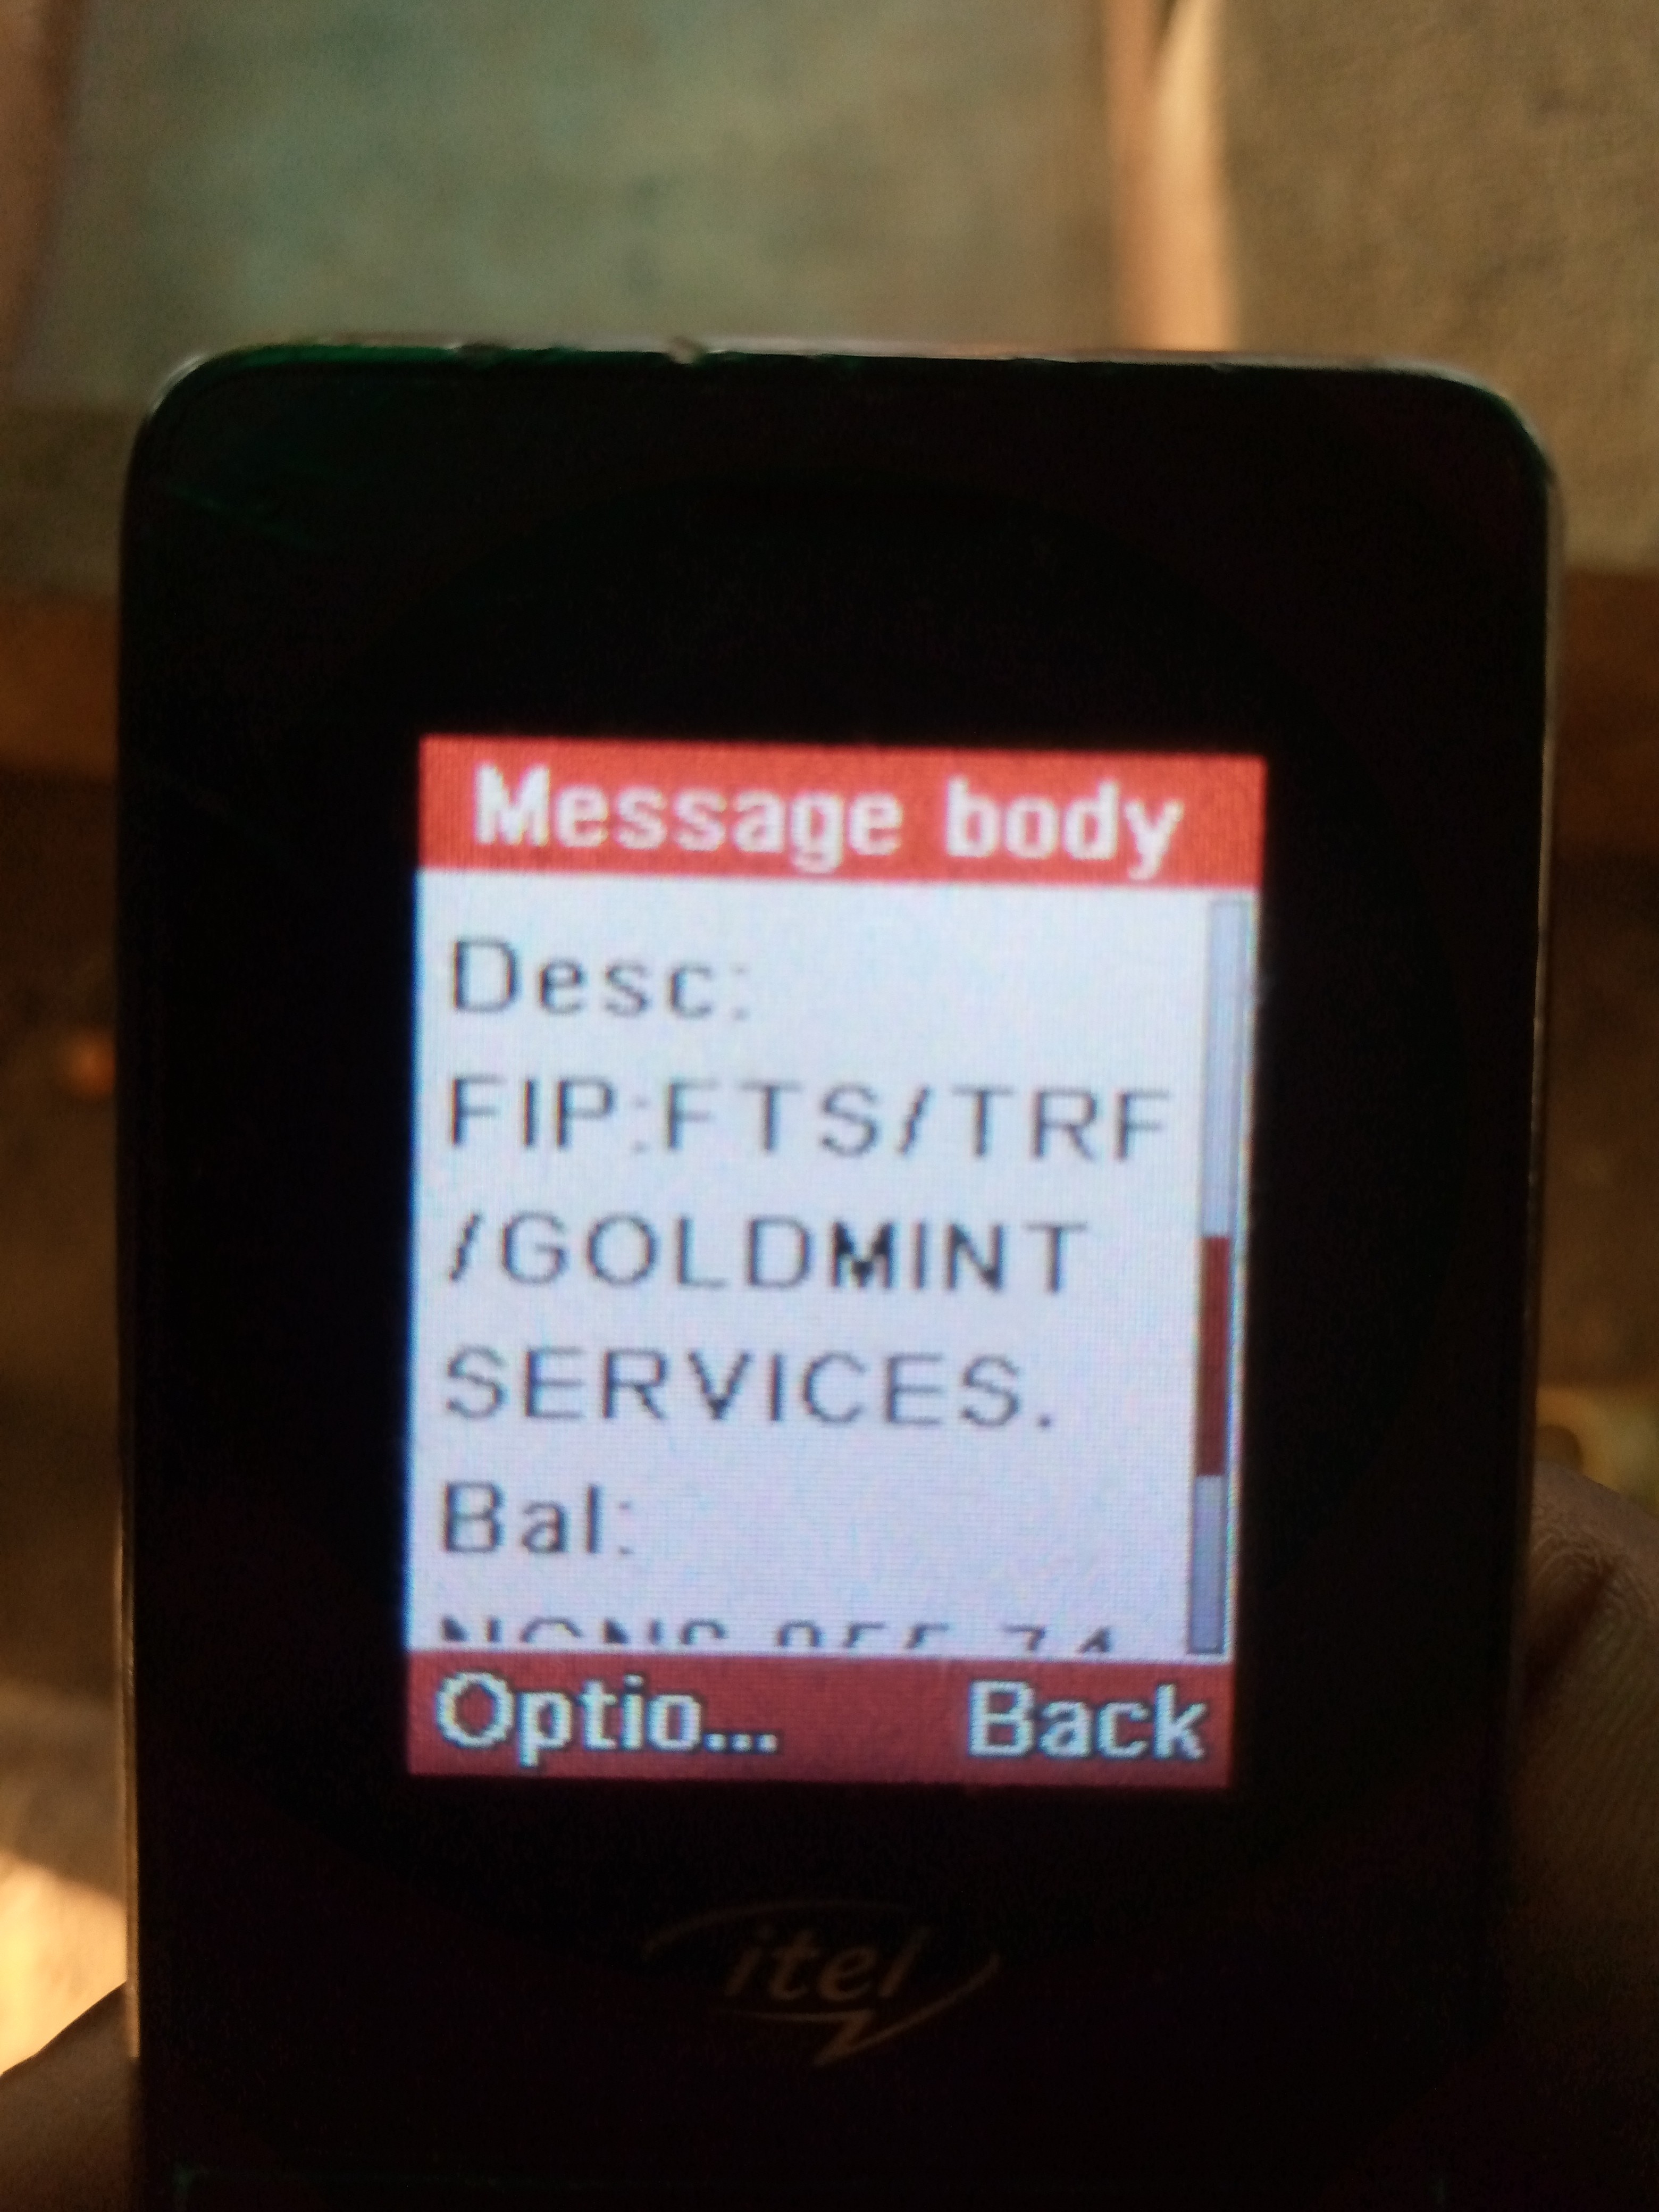 Message body
Desc:
FIP:FTS/TRF
/GOLDMINT
SERVICES.
Bal:
Optio... Back
itel